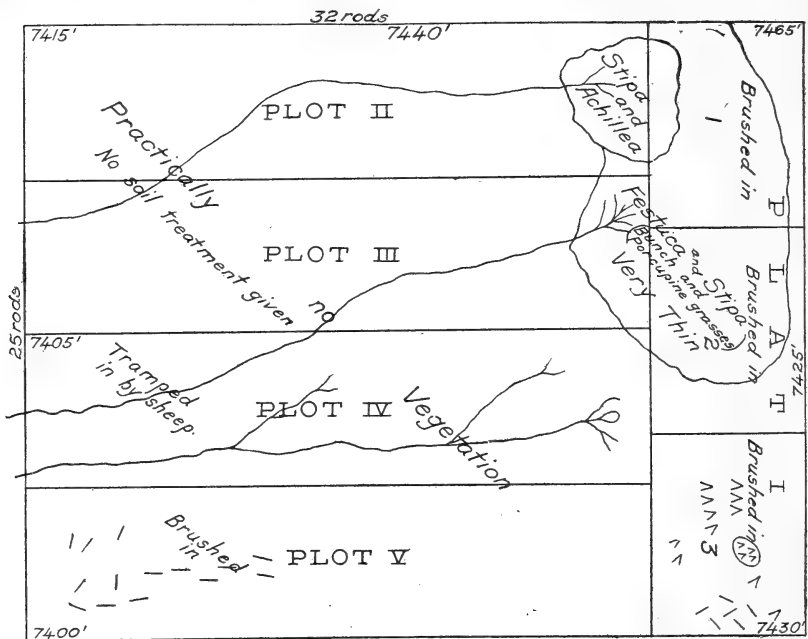 32 rods
7415'
7440'
7465'
Stipa
and
Achillea
PLOT II
Practically
No soil treatment given
no
Brushed in
1
PLOT III
Festuca and Stipa
Bunch and
porcupine grasses)
Very Thin
2
Brushed in
PLAT I
25 rods
7405'
7425'
Tramped
in by sheep.
PLOT IV
Vegetation
Brushed in
3
Brushed
in
PLOT V
7400'
7430'